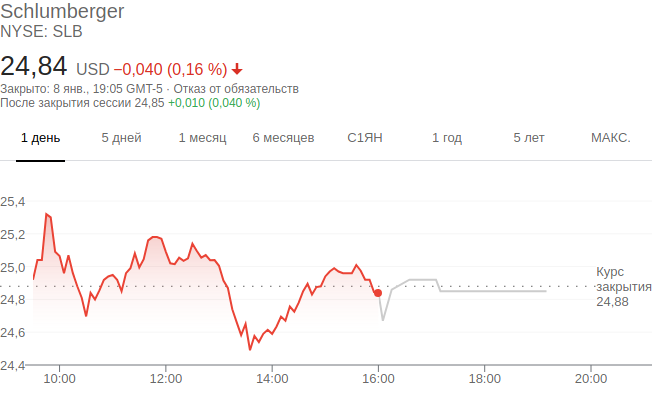 Schlumberger
NYSE: SLB
24,84 USD −0,040 (0,16 %)
Закрыто: 8 янв., 19:05 GMT-5 · Отказ от обязательств
После закрытия сессии 24,85 +0,010 (0,040 %)
1 день 5 дней 1 месяц 6 месяцев С1ЯН 1 год 5 лет МАКС.
25,4
25,2
25,0
24,8
24,6
24,4
Курс
закрытия
24,88
10:00 12:00 14:00 16:00 18:00 20:00